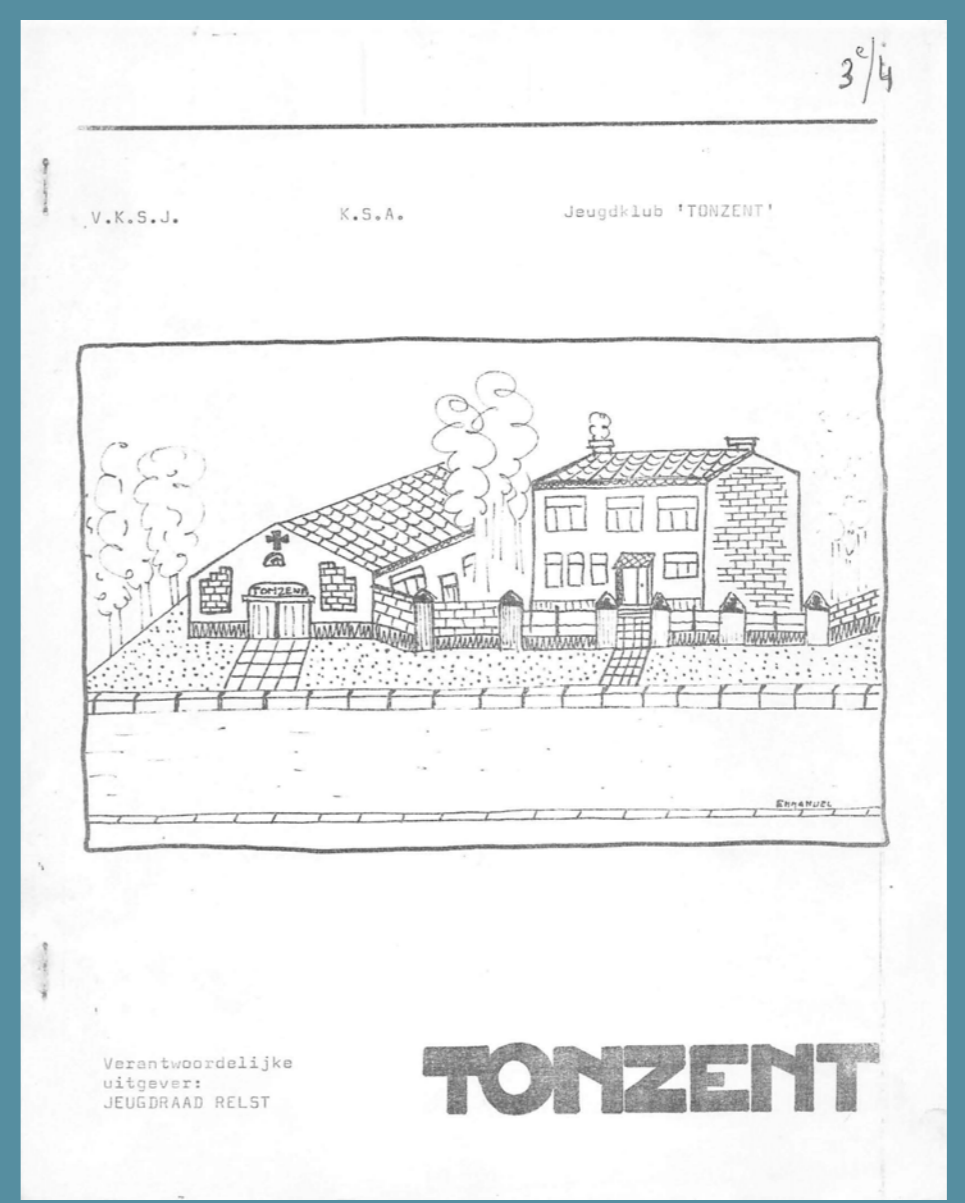 3e/4
V.K.S.J. K.S.A. Jeugdklub 'TONZENT'
TONZENT
EMMANUEL
Verantwoordelijke
uitgever:
JEUGDRAAD RELST
TONZENT